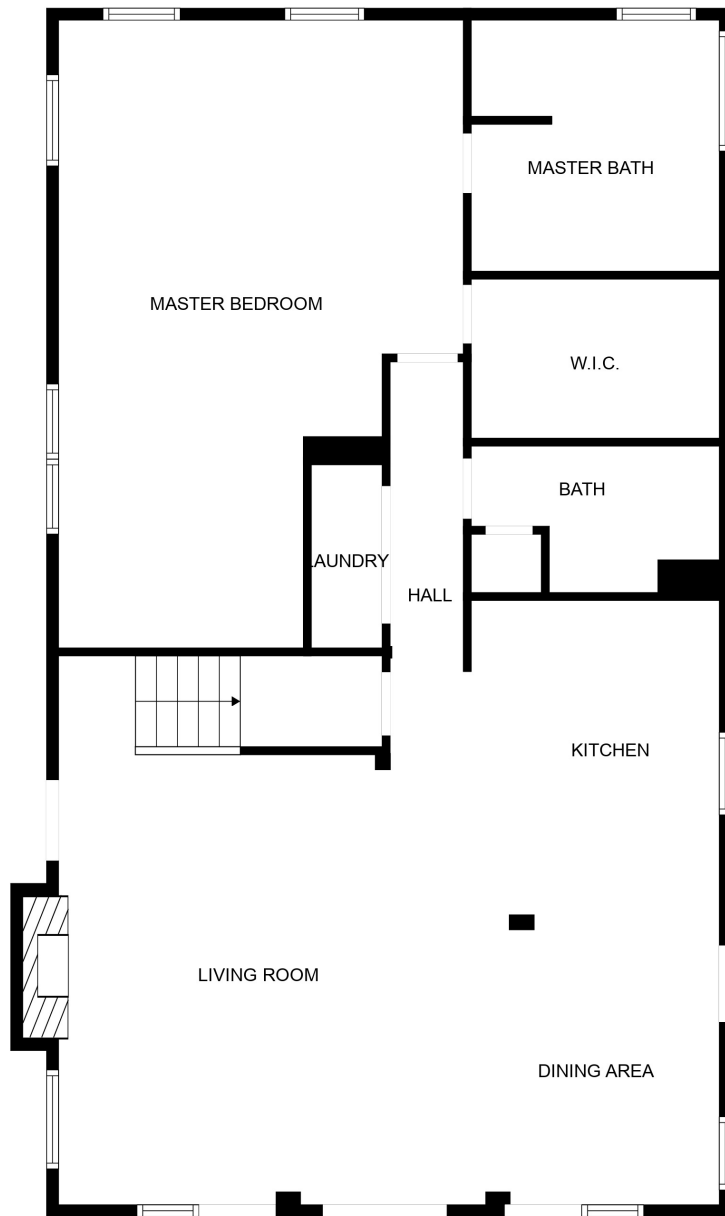 MASTER BATH
MASTER BEDROOM
W.I.C.
BATH
LAUNDRY
HALL
KITCHEN
LIVING ROOM
DINING AREA